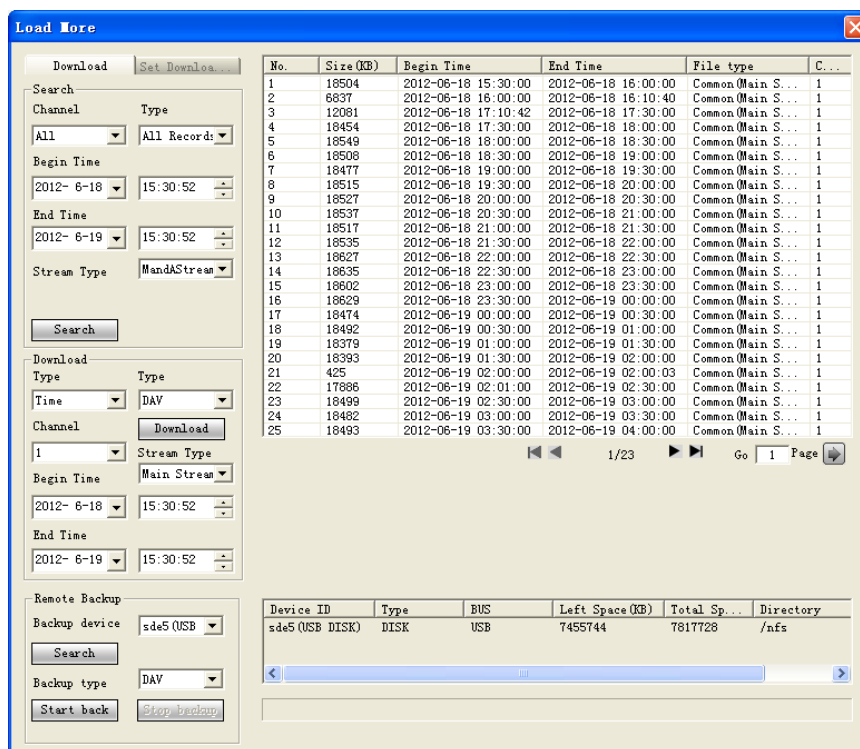 Load More
Download Set Downloa...
Search
Channel Type
All All Records
Begin Time
2012- 6-18 15:30:52
End Time
2012- 6-19 15:30:52
Stream Type MandAStream
Search
Download
Type Type
Time DAV
Channel Download
1 Stream Type
Begin Time Main Stream
2012- 6-18 15:30:52
End Time
2012- 6-19 15:30:52
Remote Backup
Backup device sde5(USB
Search
Backup type DAV
Start back Stop backup
No. Size(KB) Begin Time End Time File type C...
1 18504 2012-06-18 15:30:00 2012-06-18 16:00:00 Common(Main S... 1
2 6837 2012-06-18 16:00:00 2012-06-18 16:10:40 Common(Main S... 1
3 12081 2012-06-18 17:10:42 2012-06-18 17:30:00 Common(Main S... 1
4 18454 2012-06-18 17:30:00 2012-06-18 18:00:00 Common(Main S... 1
5 18549 2012-06-18 18:00:00 2012-06-18 18:30:00 Common(Main S... 1
6 18508 2012-06-18 18:30:00 2012-06-18 19:00:00 Common(Main S... 1
7 18477 2012-06-18 19:00:00 2012-06-18 19:30:00 Common(Main S... 1
8 18515 2012-06-18 19:30:00 2012-06-18 20:00:00 Common(Main S... 1
9 18527 2012-06-18 20:00:00 2012-06-18 20:30:00 Common(Main S... 1
10 18537 2012-06-18 20:30:00 2012-06-18 21:00:00 Common(Main S... 1
11 18517 2012-06-18 21:00:00 2012-06-18 21:30:00 Common(Main S... 1
12 18535 2012-06-18 21:30:00 2012-06-18 22:00:00 Common(Main S... 1
13 18627 2012-06-18 22:00:00 2012-06-18 22:30:00 Common(Main S... 1
14 18635 2012-06-18 22:30:00 2012-06-18 23:00:00 Common(Main S... 1
15 18602 2012-06-18 23:00:00 2012-06-18 23:30:00 Common(Main S... 1
16 18629 2012-06-18 23:30:00 2012-06-19 00:00:00 Common(Main S... 1
17 18474 2012-06-19 00:00:00 2012-06-19 00:30:00 Common(Main S... 1
18 18492 2012-06-19 00:30:00 2012-06-19 01:00:00 Common(Main S... 1
19 18379 2012-06-19 01:00:00 2012-06-19 01:30:00 Common(Main S... 1
20 18393 2012-06-19 01:30:00 2012-06-19 02:00:00 Common(Main S... 1
21 425 2012-06-19 02:00:00 2012-06-19 02:00:03 Common(Main S... 1
22 17886 2012-06-19 02:01:00 2012-06-19 02:30:00 Common(Main S... 1
23 18499 2012-06-19 02:30:00 2012-06-19 03:00:00 Common(Main S... 1
24 18482 2012-06-19 03:00:00 2012-06-19 03:30:00 Common(Main S... 1
25 18493 2012-06-19 03:30:00 2012-06-19 04:00:00 Common(Main S... 1
1/23 Go 1 Page
Device ID Type BUS Left Space(KB) Total Sp... Directory
sde5(USB DISK) DISK USB 7455744 7817728 /nfs